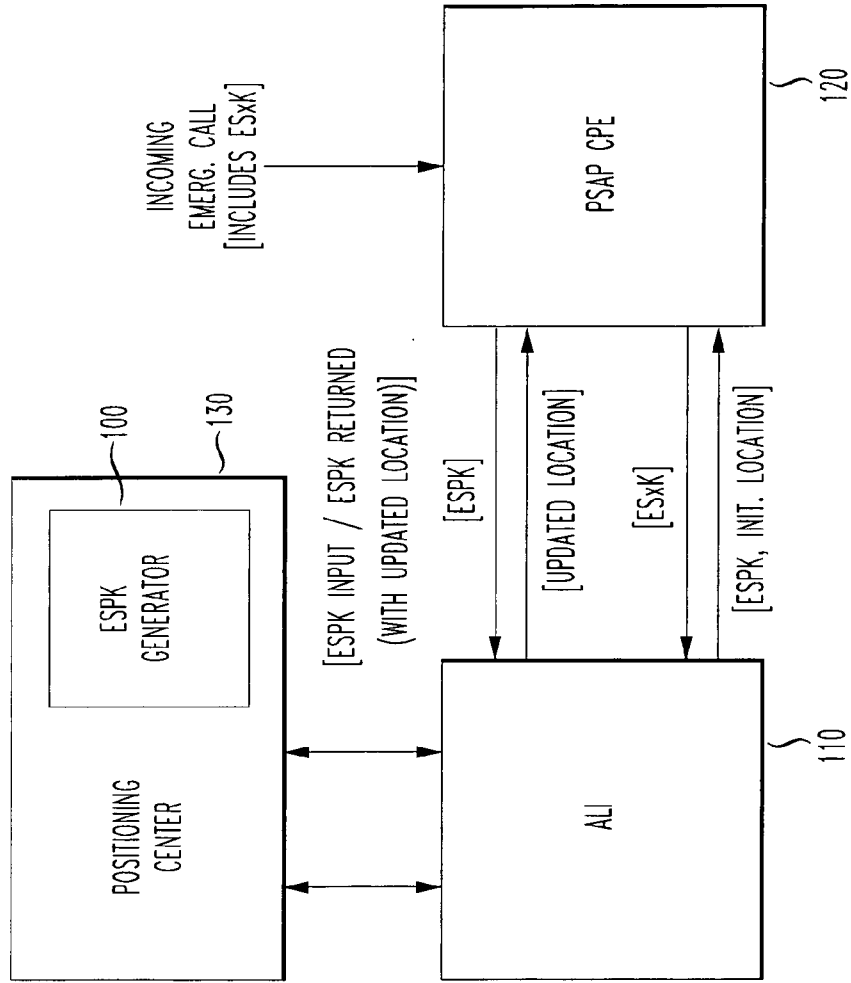 INCOMING
EMERG. CALL
[INCLUDES ESxK]
PSAP CPE
120
100
130
ESPK
GENERATOR
POSITIONING
CENTER
[ESPK INPUT / ESPK RETURNED
(WITH UPDATED LOCATION)]
[ESPK]
[UPDATED LOCATION]
[ESxK]
[ESPK, INIT. LOCATION]
ALI
110